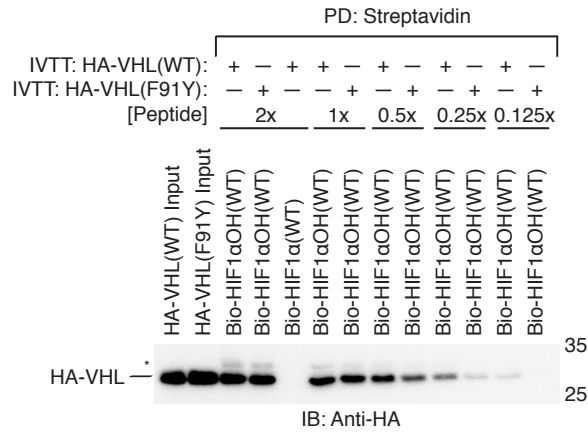 PD: Streptavidin
IVTT: HA-VHL(WT): + – + + – + – + – + –
IVTT: HA-VHL(F91Y): – + – – + – + – + – +
[Peptide] 2x 1x 0.5x 0.25x 0.125x
HA-VHL(WT) Input
HA-VHL(F91Y) Input
Bio-HIF1αOH(WT)
Bio-HIF1αOH(WT)
Bio-HIF1α(WT)
Bio-HIF1αOH(WT)
Bio-HIF1αOH(WT)
Bio-HIF1αOH(WT)
Bio-HIF1αOH(WT)
Bio-HIF1αOH(WT)
Bio-HIF1αOH(WT)
Bio-HIF1αOH(WT)
Bio-HIF1αOH(WT)
35
*
HA-VHL
25
IB: Anti-HA